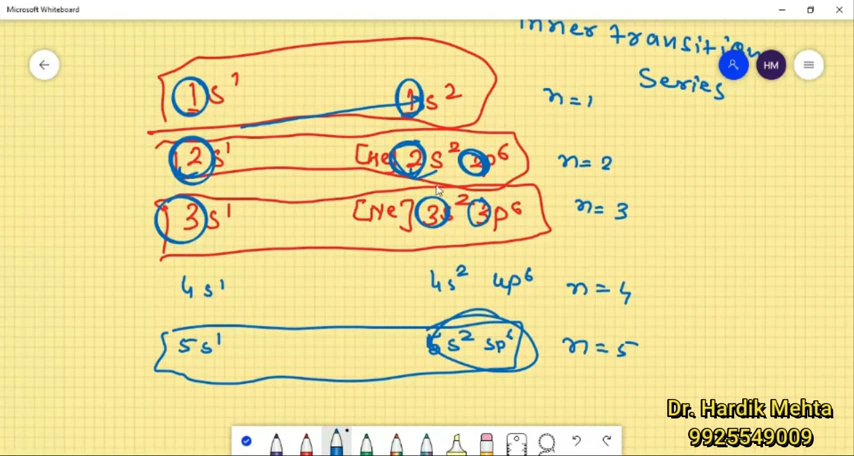 Microsoft Whiteboard
inner transition
Series
HM
1s¹ 1s² n=1
2s¹ [He] 2s² 2p⁶ n=2
3s¹ [Ne] 3s² 3p⁶ n=3
4s¹ 4s² 4p⁶ n=4
5s¹ 5s² 5p⁶ n=5
Dr. Hardik Mehta
9925549009